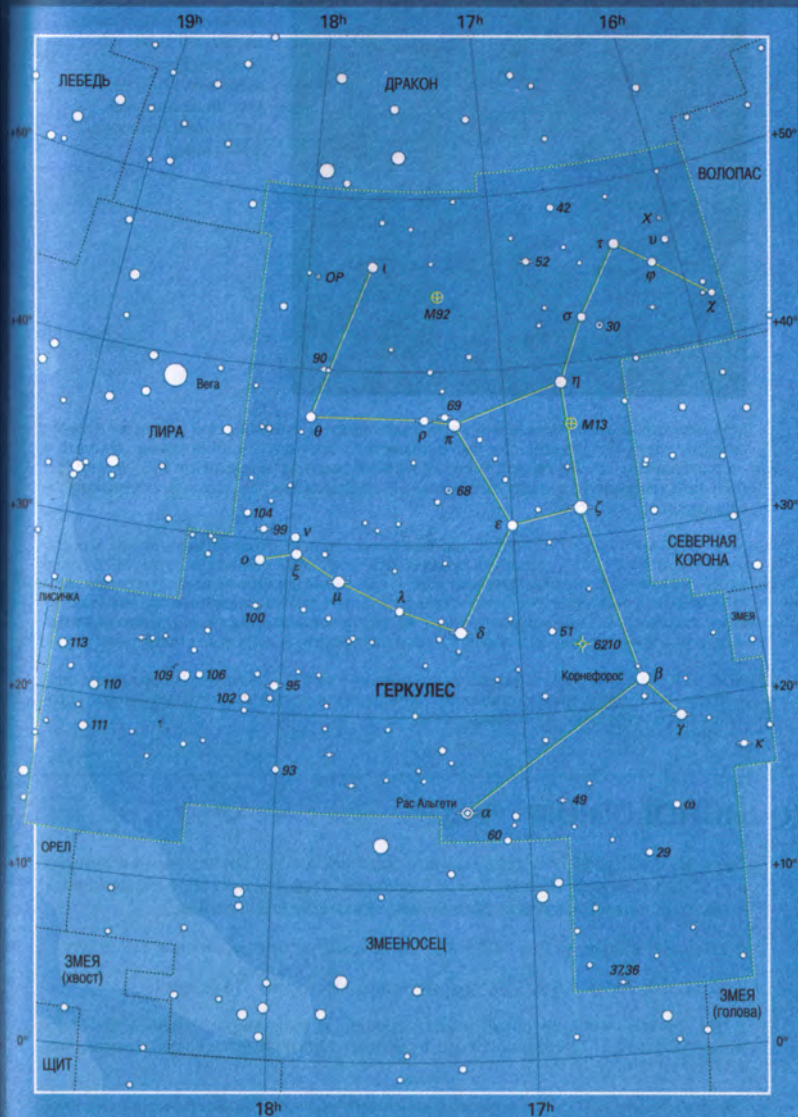 19h
18h
17h
16h
ЛЕБЕДЬ
ДРАКОН
+50°
+50°
ВОЛОПАС
42
X
τ
υ
52
φ
ι
OP
χ
M92
σ
30
+40°
+40°
90
η
Вега
69
M13
θ
ρ
π
ЛИРА
68
+30°
+30°
104
ζ
99
ν
ε
СЕВЕРНАЯ
КОРОНА
ο
ξ
μ
λ
ЛИСИЧКА
100
ЗМЕЯ
δ
51
6210
113
109
106
Корнефорос
β
110
95
ГЕРКУЛЕС
+20°
+20°
102
111
γ
κ
93
Рас Альгети
α
49
ω
60
ОРЕЛ
29
+10°
+10°
ЗМЕЕНОСЕЦ
ЗМЕЯ
(хвост)
37,36
ЗМЕЯ
(голова)
0°
0°
ЩИТ
18h
17h